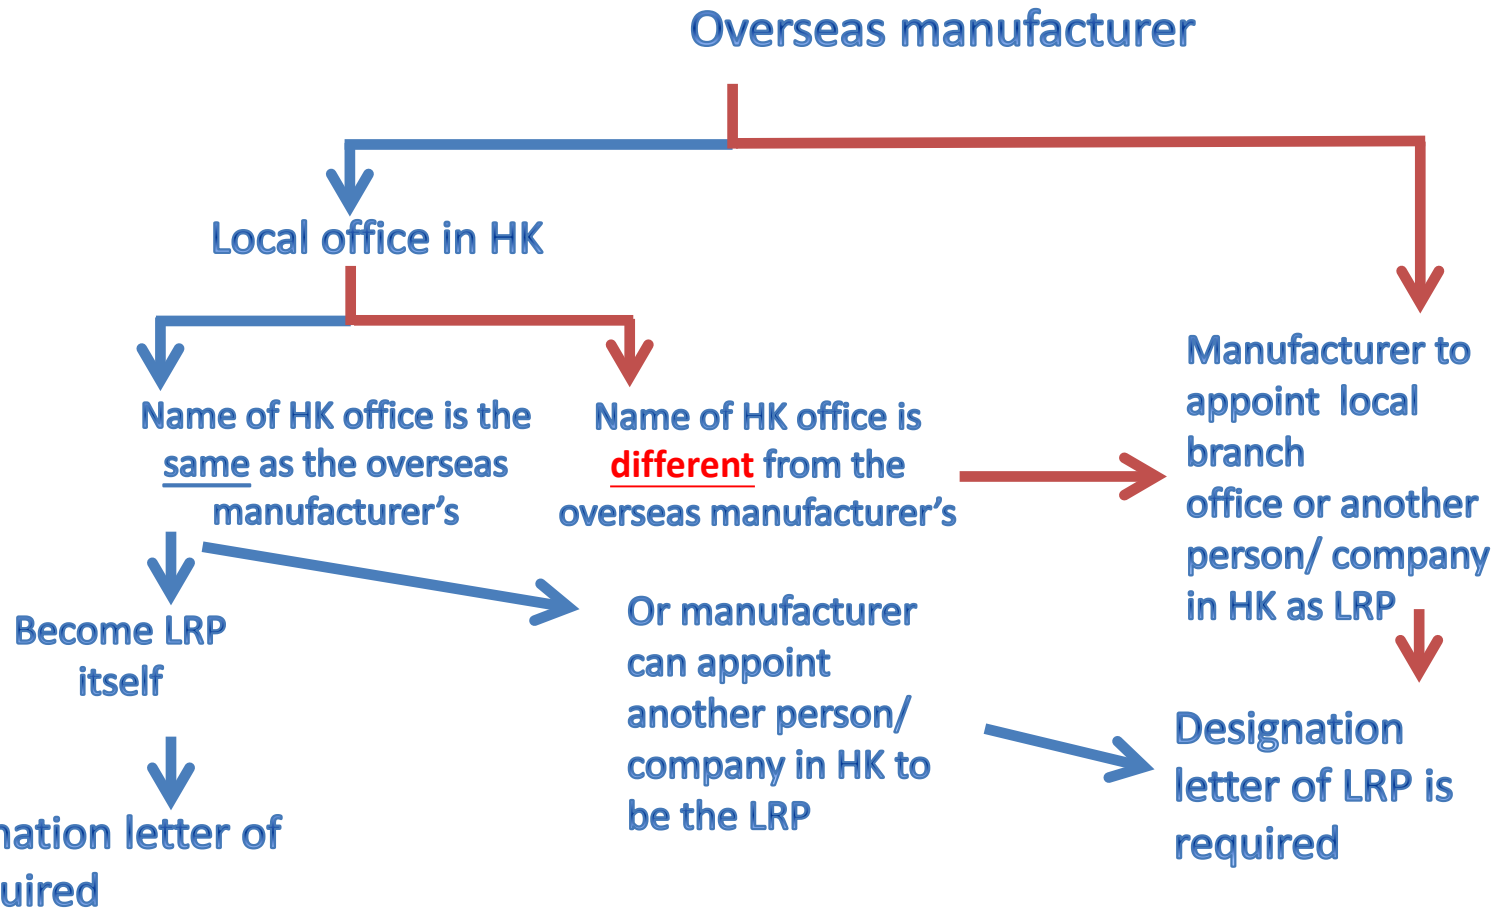 Overseas manufacturer
Local office in HK
Name of HK office is the
same as the overseas
manufacturer’s
Name of HK office is
different from the
overseas manufacturer’s
Manufacturer to
appoint  local
branch
office or another
person/ company
in HK as LRP
Become LRP
itself
Or manufacturer
can appoint
another person/
company in HK to
be the LRP
Designation
letter of LRP is
required
letter of